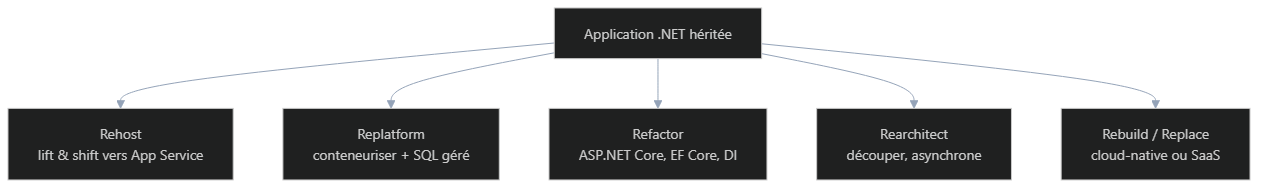 Application .NET héritée
Rehost
lift & shift vers App Service
Replatform
conteneuriser + SQL géré
Refactor
ASP.NET Core, EF Core, DI
Rearchitect
découper, asynchrone
Rebuild / Replace
cloud-native ou SaaS